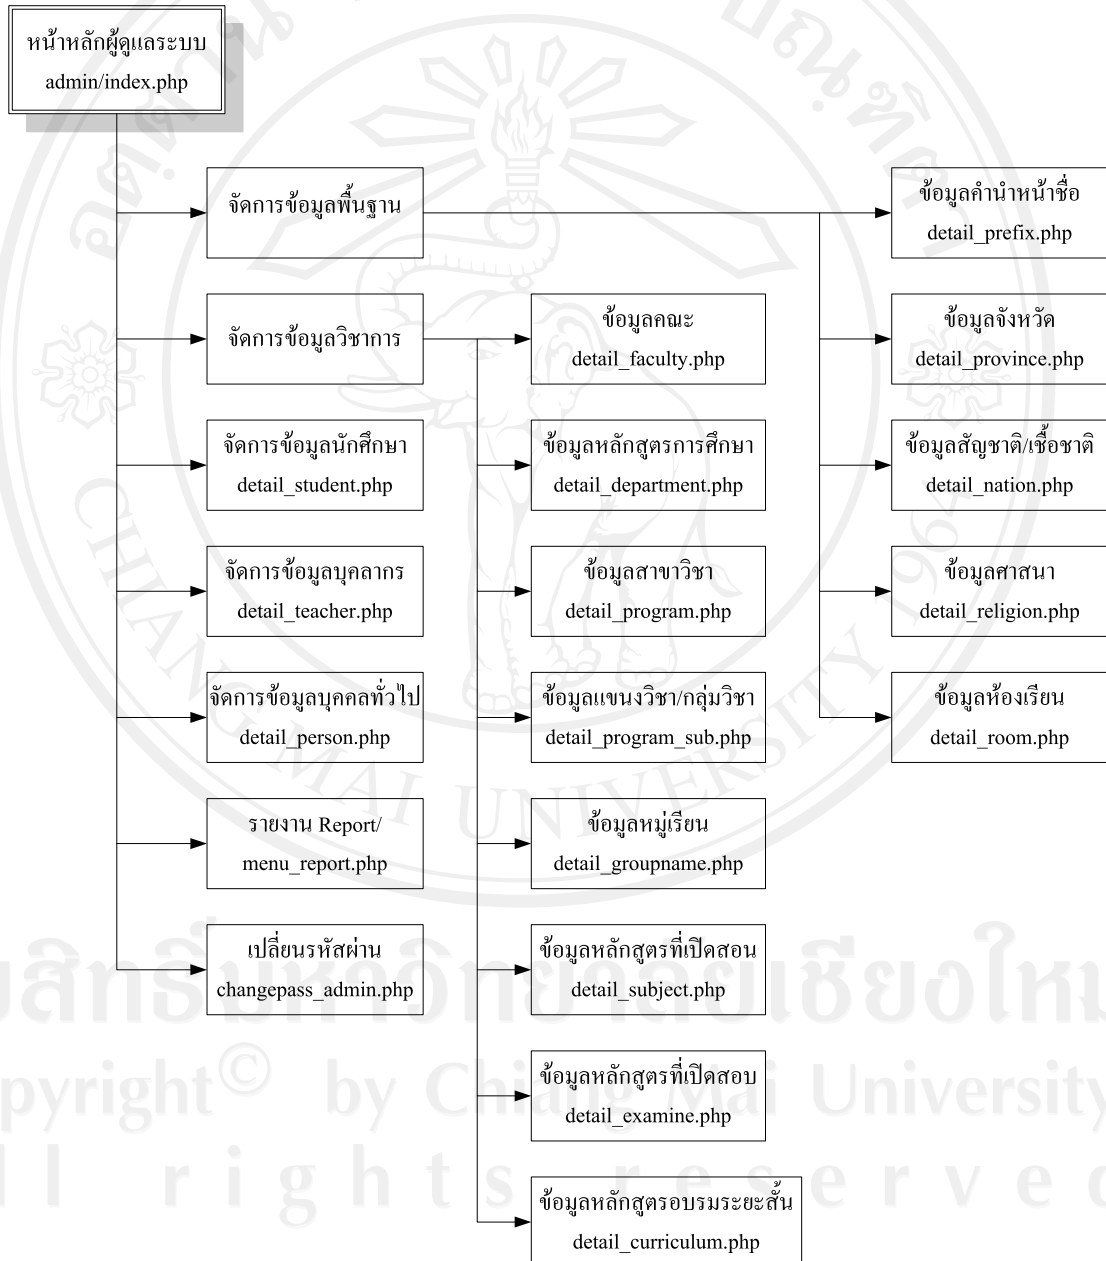 หน้าหลักผู้ดูแลระบบ
admin/index.php
จัดการข้อมูลพื้นฐาน
ข้อมูลคำนำหน้าชื่อ
detail_prefix.php
จัดการข้อมูลวิชาการ
ข้อมูลคณะ
detail_faculty.php
ข้อมูลจังหวัด
detail_province.php
จัดการข้อมูลนักศึกษา
detail_student.php
ข้อมูลหลักสูตรการศึกษา
detail_department.php
ข้อมูลสัญชาติ/เชื้อชาติ
detail_nation.php
จัดการข้อมูลบุคลากร
detail_teacher.php
ข้อมูลสาขาวิชา
detail_program.php
ข้อมูลศาสนา
detail_religion.php
จัดการข้อมูลบุคคลทั่วไป
detail_person.php
ข้อมูลแขนงวิชา/กลุ่มวิชา
detail_program_sub.php
ข้อมูลห้องเรียน
detail_room.php
รายงาน Report/
menu_report.php
ข้อมูลหมู่เรียน
detail_groupname.php
เปลี่ยนรหัสผ่าน
changepass_admin.php
ข้อมูลหลักสูตรที่เปิดสอน
detail_subject.php
ข้อมูลหลักสูตรที่เปิดสอบ
detail_examine.php
ข้อมูลหลักสูตรอบรมระยะสั้น
detail_curriculum.php
CHIANG MAI UNIVERSITY 1964
pyright© by Chiang Mai University
rights reserved